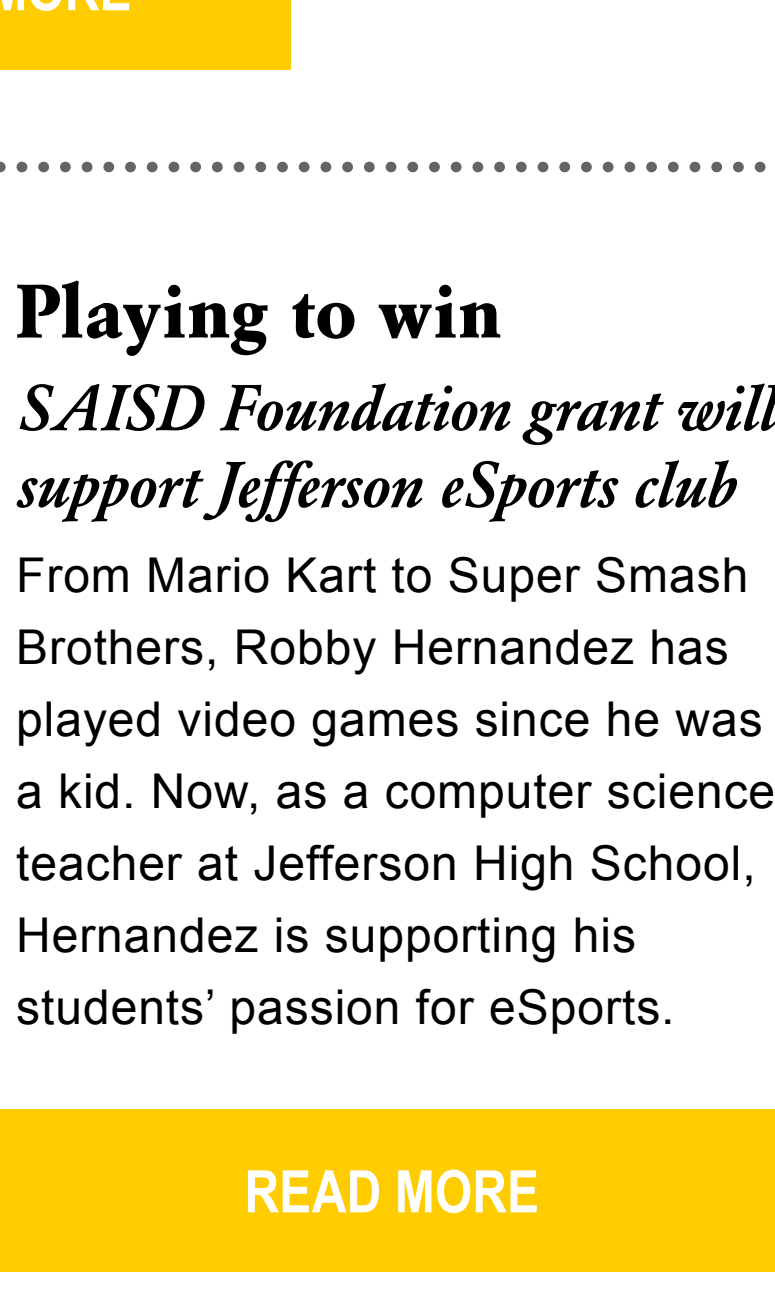 MORE
Playing to win
SAISD Foundation grant will
support Jefferson eSports club
From Mario Kart to Super Smash
Brothers, Robby Hernandez has
played video games since he was
a kid. Now, as a computer science
teacher at Jefferson High School,
Hernandez is supporting his
students’ passion for eSports.
READ MORE